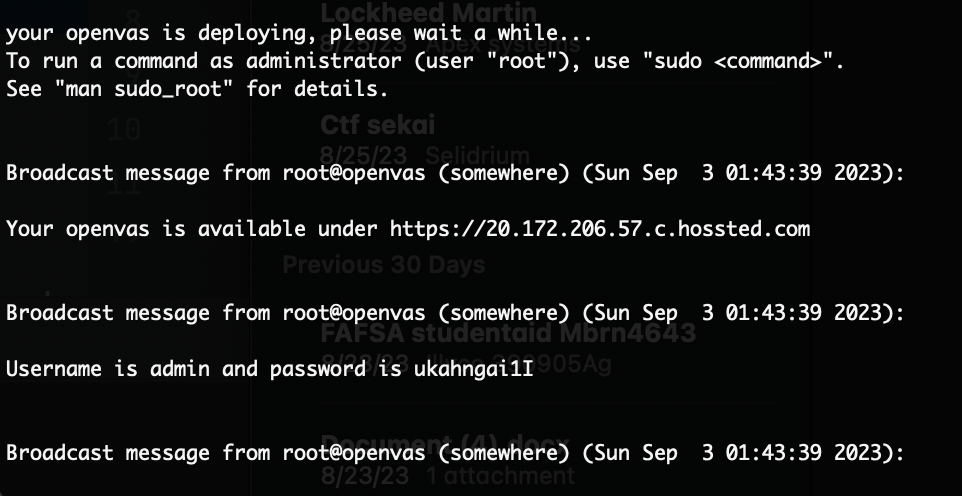 Lockheed Martin
your openvas is deploying, please wait a while...
8/25/23 Apex systems
To run a command as administrator (user "root"), use "sudo <command>".
See "man sudo_root" for details.
10
Ctf sekai
8/25/23 Selidrium
Broadcast message from root@openvas (somewhere) (Sun Sep  3 01:43:39 2023):
11
Your openvas is available under https://20.172.206.57.c.hossted.com
Previous 30 Days
Broadcast message from root@openvas (somewhere) (Sun Sep  3 01:43:39 2023):
FAFSA studentaid Mbrn4643
Username is admin and password is ukahngai1I
Document (4).docx
Broadcast message from root@openvas (somewhere) (Sun Sep  3 01:43:39 2023):
8/23/23 1 attachment